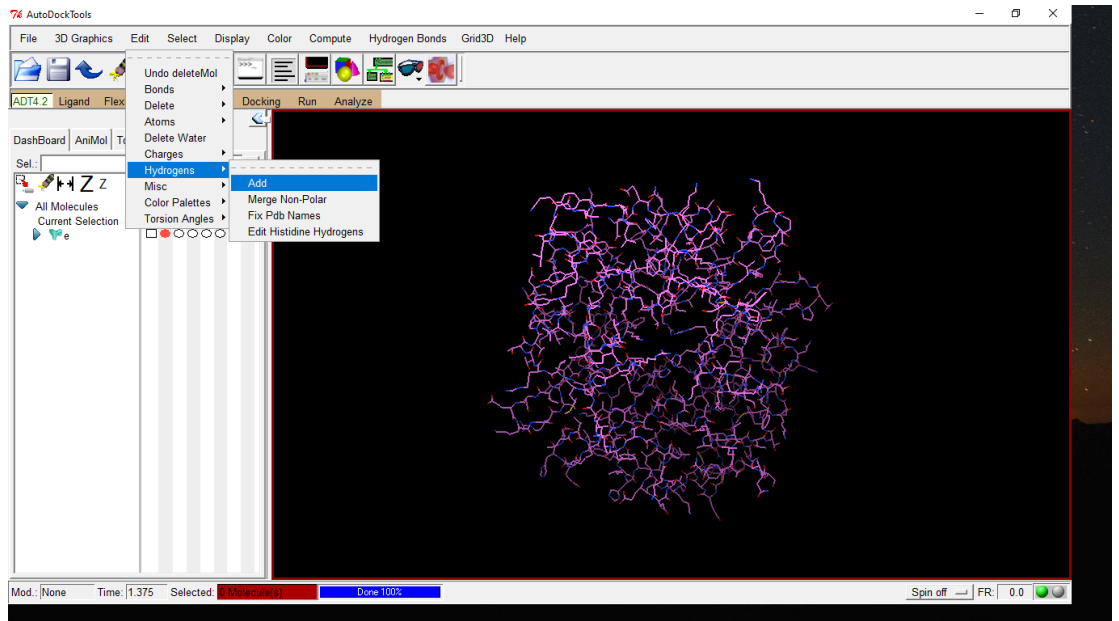 AutoDockTools
File 3D Graphics Edit Select Display Color Compute Hydrogen Bonds Grid3D Help
ADT4.2 Ligand Flex Docking Run Analyze
DashBoard AniMol To
Sel.:
Z Z
All Molecules
Current Selection
e
Undo deleteMol
Bonds
Delete
Atoms
Delete Water
Charges
Hydrogens
Misc
Color Palettes
Torsion Angles
Add
Merge Non-Polar
Fix Pdb Names
Edit Histidine Hydrogens
Mod.: None Time: 1.375 Selected: 0 Molecule(s) Done 100% Spin off FR: 0.0